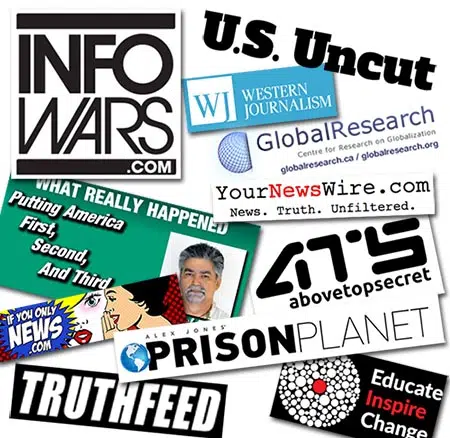 INFO
WARS
.COM
U.S. Uncut
WJ
WESTERN
JOURNALISM
GlobalResearch
Centre for Research on Globalization
globalresearch.ca / globalresearch.org
YourNewsWire.com
News. Truth. Unfiltered.
WHAT REALLY HAPPENED
Putting America
First,
Second,
And Third
ATS
abovetopsecret
IF YOU ONLY
NEWS
.COM
ALEX JONES'
PRISONPLANET
TRUTHFEED
Educate
Inspire
Change